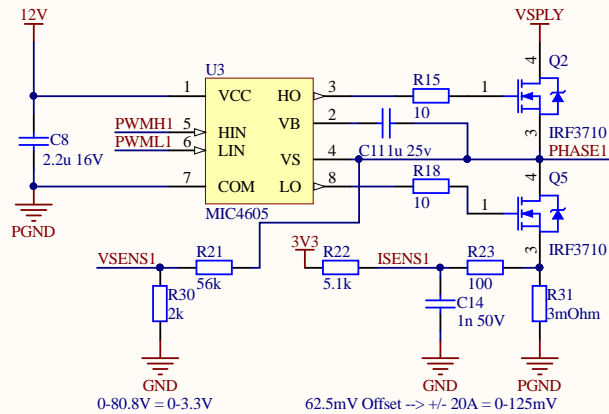 12V
VSPLY
U3
Q2
4
1
VCC
HO
3
R15
10
1
2
VB
C8
2.2u 16V
PWMH1
5
HIN
3
IRF3710
PWML1
6
LIN
VS
4
C11 1u 25v
PHASE1
7
COM
LO
8
R18
10
4
Q5
1
PGND
MIC4605
3
IRF3710
VSENS1
R21
56k
3V3
R22
5.1k
ISENS1
R23
100
R30
2k
C14
1n 50V
R31
3mOhm
GND
GND
PGND
0-80.8V = 0-3.3V
62.5mV Offset --> +/- 20A = 0-125mV